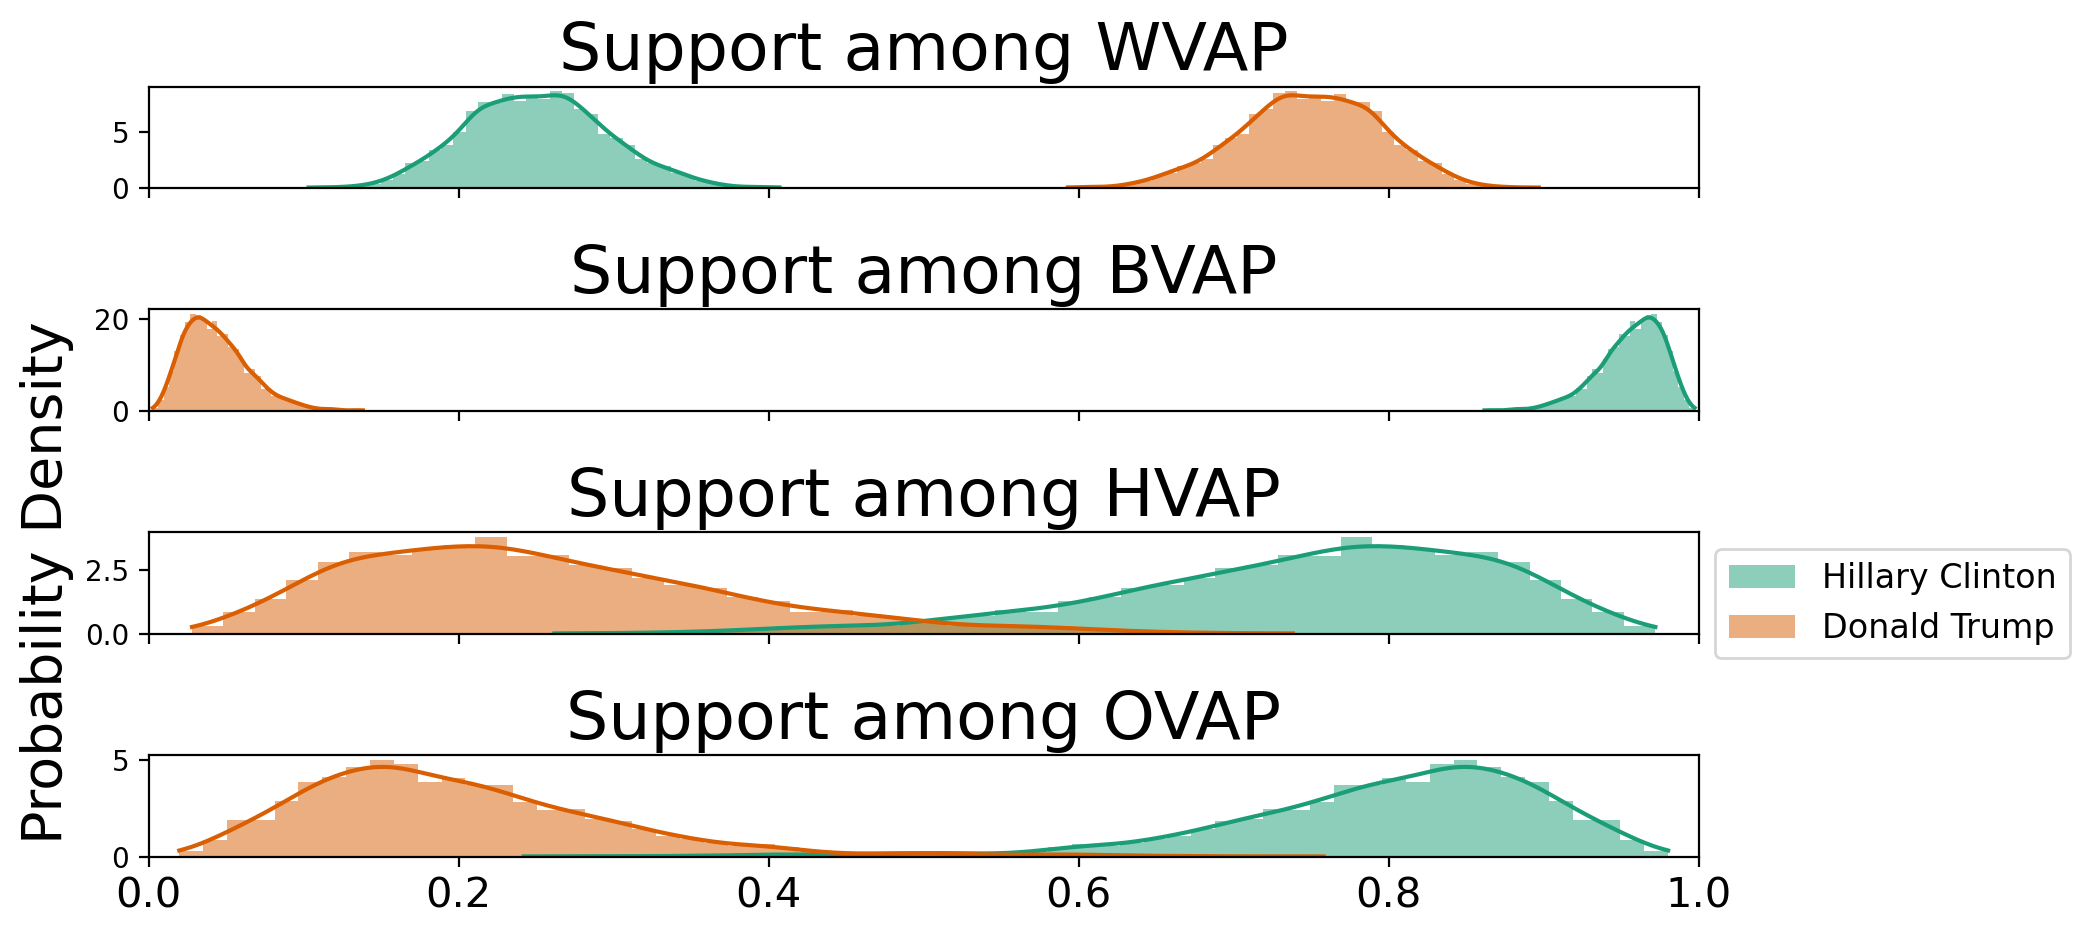 Support among WVAP
5
0
Support among BVAP
20
10
0
Support among HVAP
2.5
0.0
Support among OVAP
5
0
0.0 0.2 0.4 0.6 0.8 1.0
Probability Density
Hillary Clinton
Donald Trump